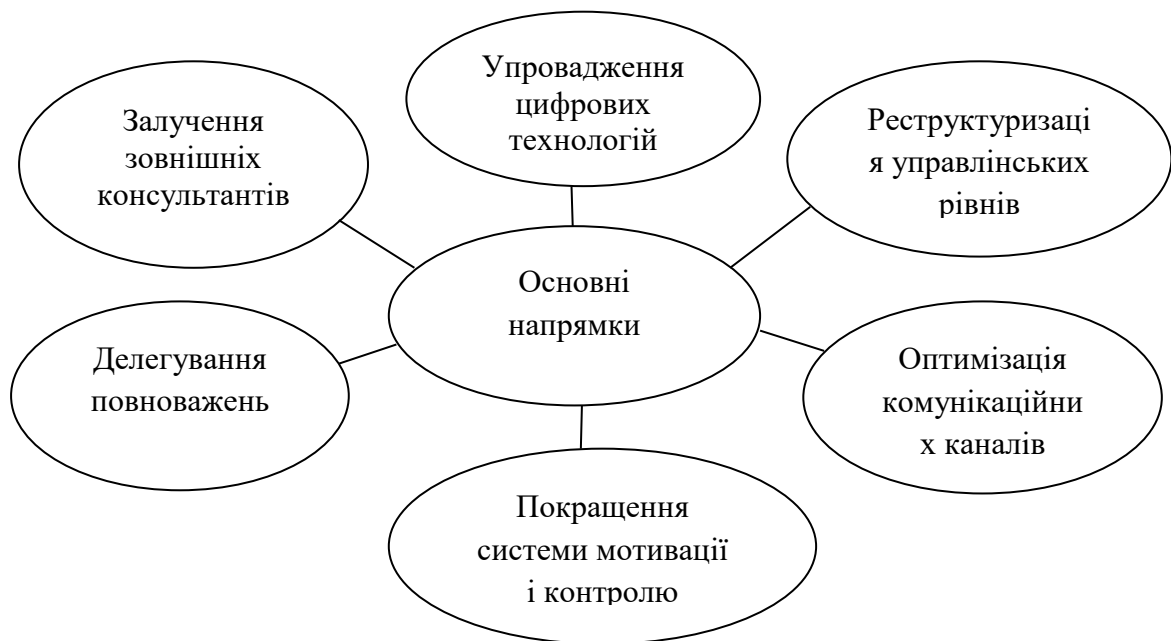 Упровадження
цифрових
технологій
Залучення
зовнішніх
консультантів
Реструктуризаці
я управлінських
рівнів
Основні
напрямки
Делегування
повноважень
Оптимізація
комунікаційни
х каналів
Покращення
системи мотивації
і контролю